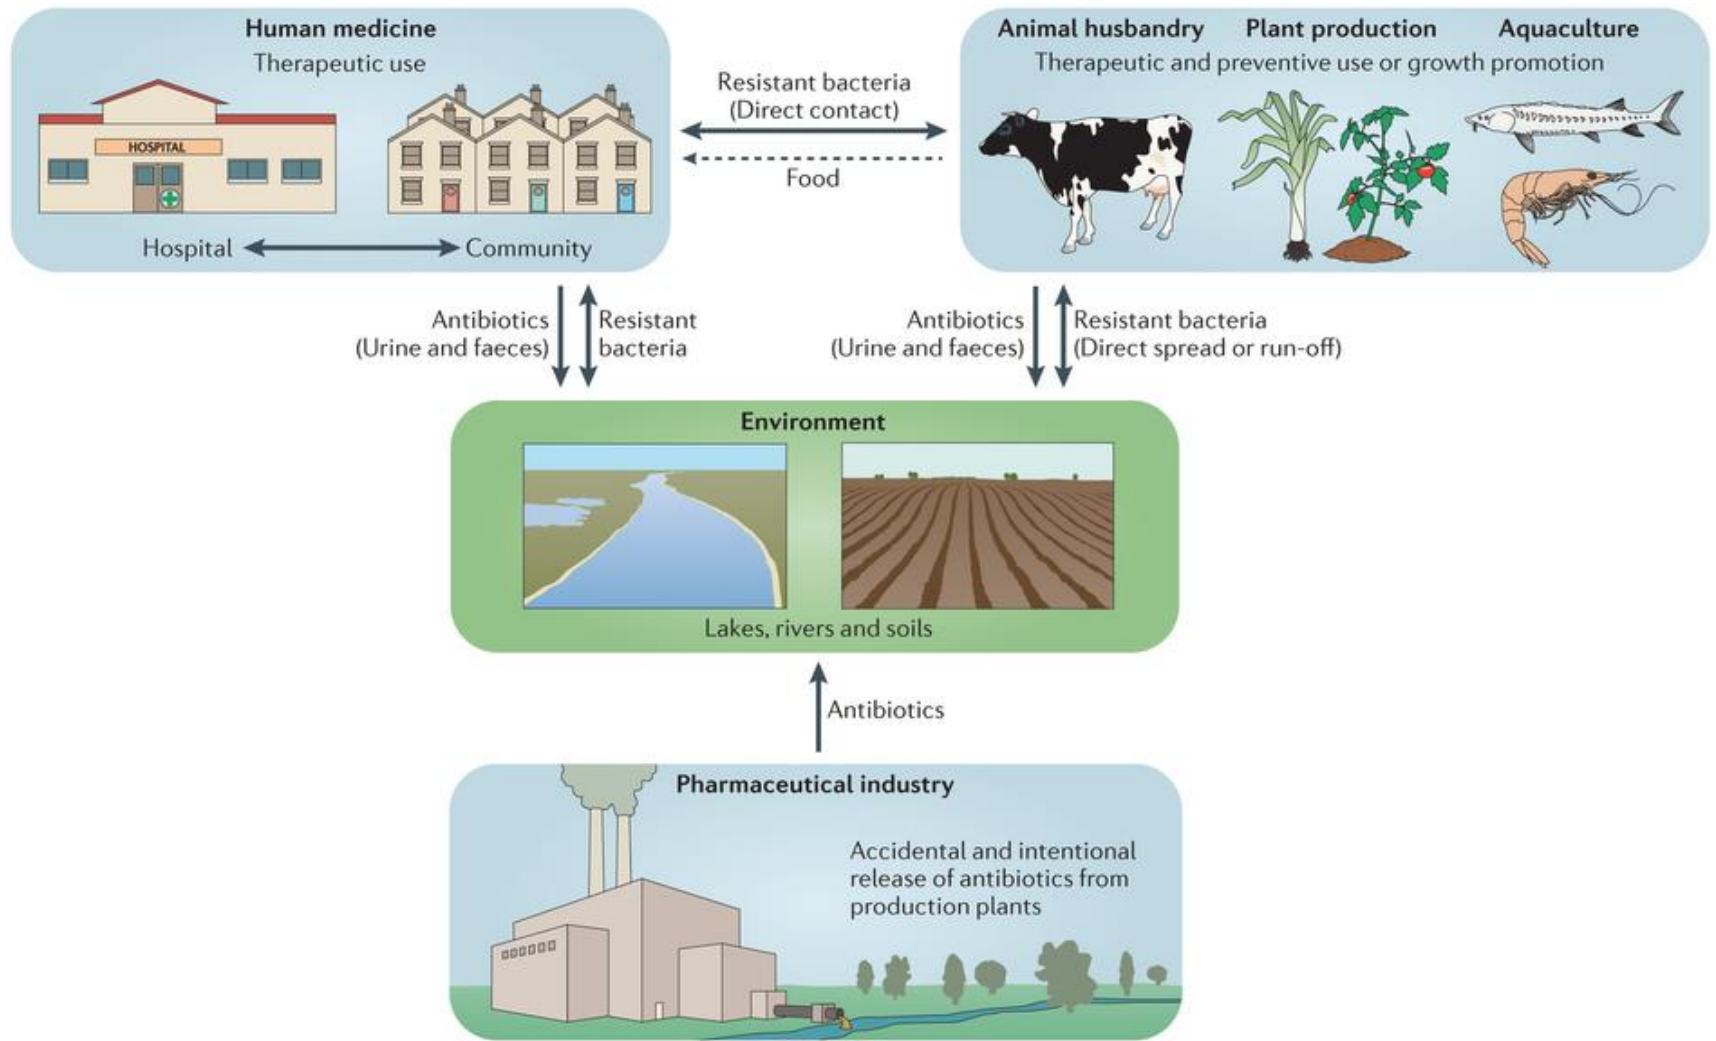 Human medicine
Therapeutic use
HOSPITAL
Hospital
Community
Resistant bacteria
(Direct contact)
Food
Animal husbandry
Plant production
Aquaculture
Therapeutic and preventive use or growth promotion
Antibiotics
(Urine and faeces)
Resistant
bacteria
Antibiotics
(Urine and faeces)
Resistant bacteria
(Direct spread or run-off)
Environment
Lakes, rivers and soils
Antibiotics
Pharmaceutical industry
Accidental and intentional
release of antibiotics from
production plants